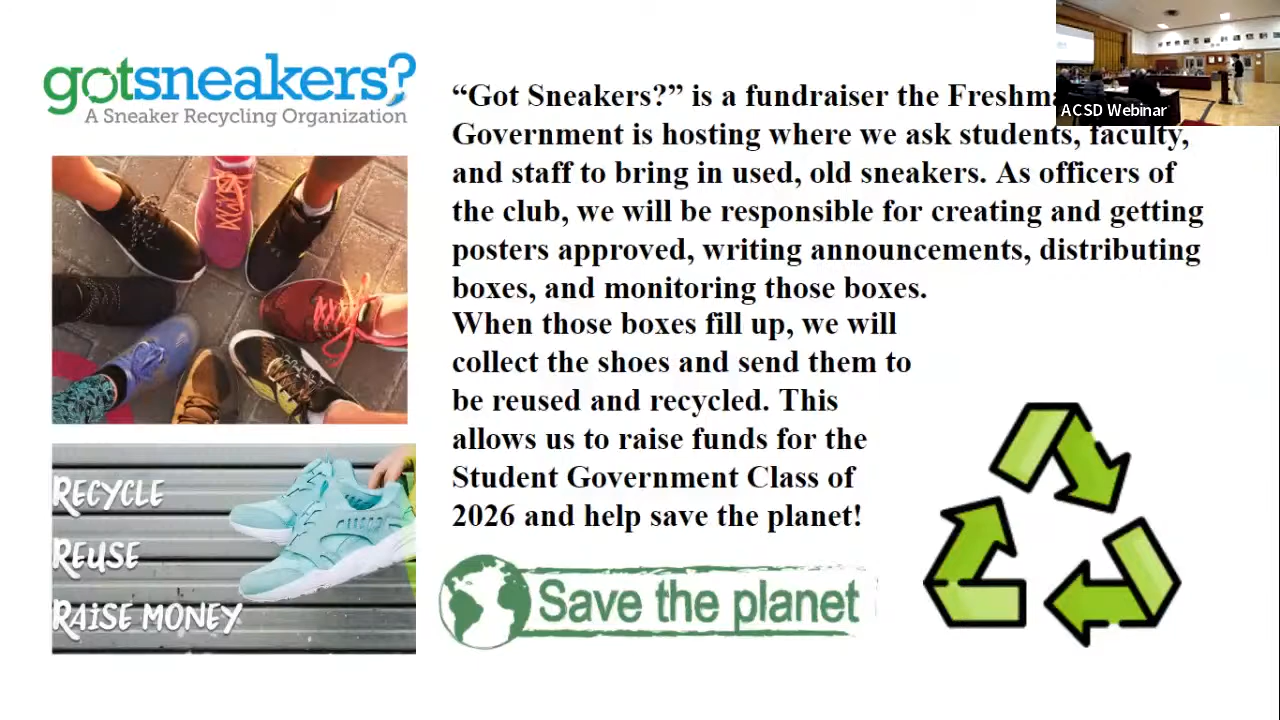 gotsneakers?
A Sneaker Recycling Organization
“Got Sneakers?” is a fundraiser the Freshma
Government is hosting where we ask students, faculty,
and staff to bring in used, old sneakers. As officers of
the club, we will be responsible for creating and getting
posters approved, writing announcements, distributing
boxes, and monitoring those boxes.
When those boxes fill up, we will
collect the shoes and send them to
be reused and recycled. This
allows us to raise funds for the
Student Government Class of
2026 and help save the planet!
RECYCLE
REUSE
RAISE MONEY
Save the planet
ACSD Webinar